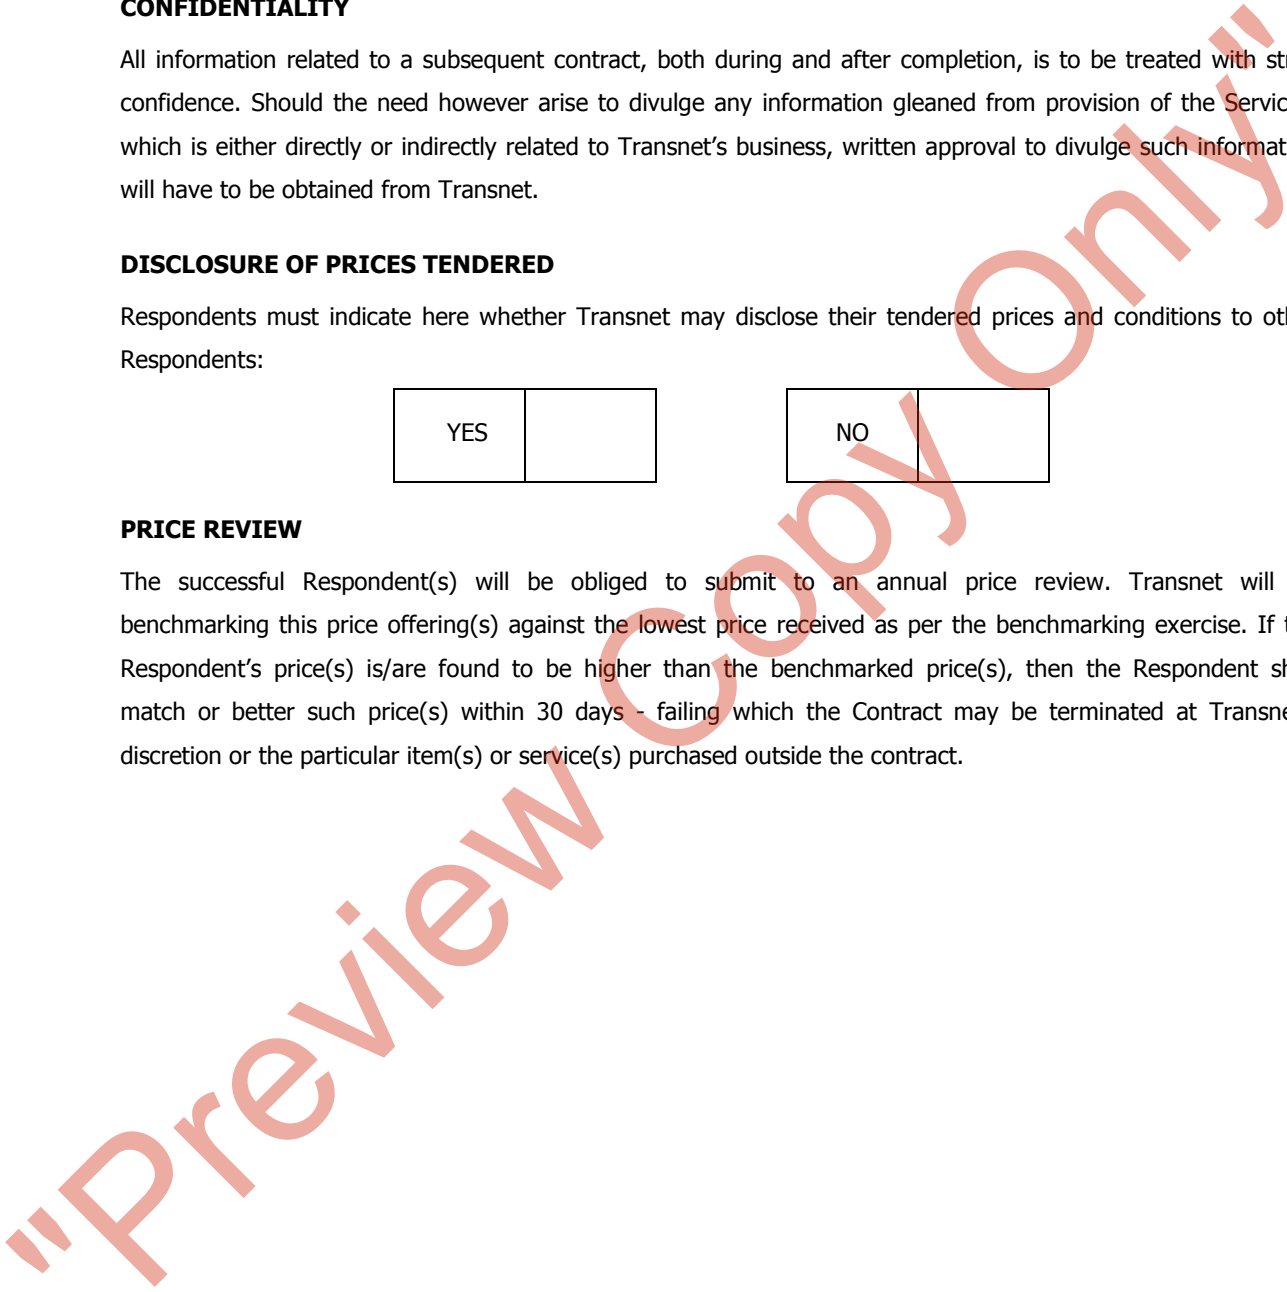 CONFIDENTIALITY
All information related to a subsequent contract, both during and after completion, is to be treated with
confidence. Should the need however arise to divulge any information gleaned from provision of the
which is either directly or indirectly related to Transnet’s business, written approval to divulge such
will have to be obtained from Transnet.
DISCLOSURE OF PRICES TENDERED
Respondents must indicate here whether Transnet may disclose their tendered prices and conditions to
Respondents:
YES
NO
PRICE REVIEW
The successful Respondent(s) will be obliged to submit to an annual price review. Transnet will
benchmarking this price offering(s) against the lowest price received as per the benchmarking exercise. If
Respondent’s price(s) is/are found to be higher than the benchmarked price(s), then the Respondent
match or better such price(s) within 30 days - failing which the Contract may be terminated at
discretion or the particular item(s) or service(s) purchased outside the contract.
"Preview Copy Only"